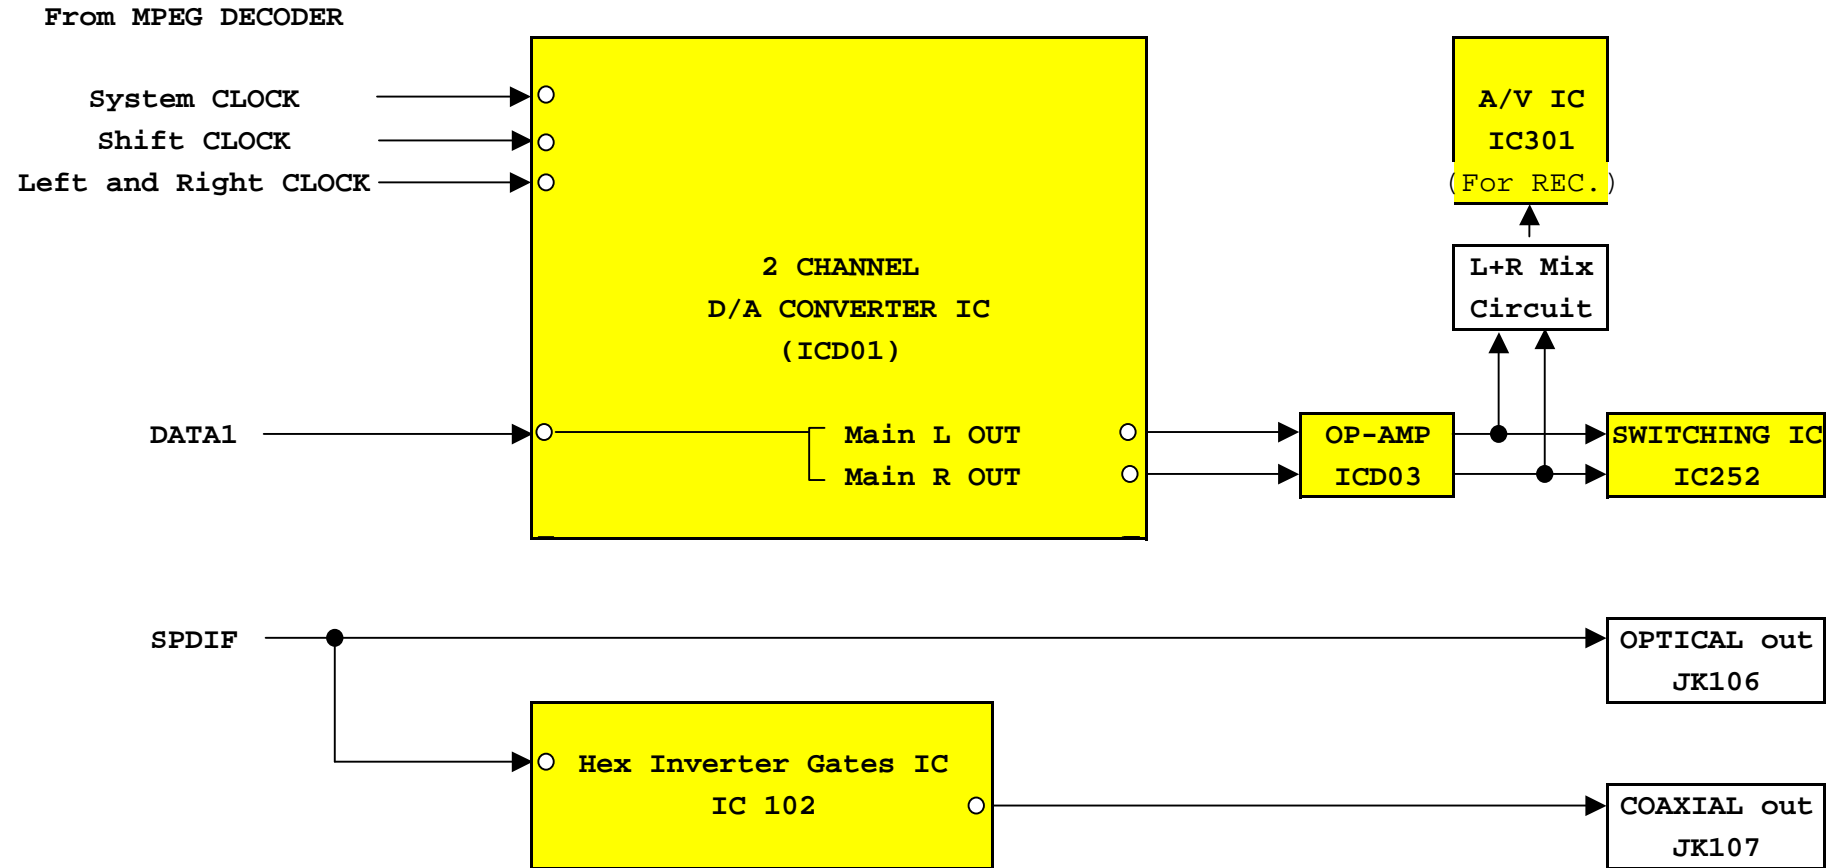 From MPEG DECODER
System CLOCK
Shift CLOCK
Left and Right CLOCK
2 CHANNEL
D/A CONVERTER IC
(ICD01)
A/V IC
IC301
(For REC.)
L+R Mix
Circuit
DATA1
Main L OUT
Main R OUT
OP-AMP
ICD03
SWITCHING IC
IC252
SPDIF
OPTICAL out
JK106
Hex Inverter Gates IC
IC 102
COAXIAL out
JK107